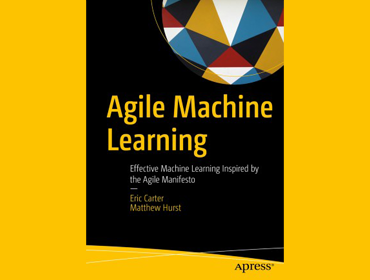 Agile Machine
Learning
Effective Machine Learning Inspired by
the Agile Manifesto
Eric Carter
Matthew Hurst
Apress®